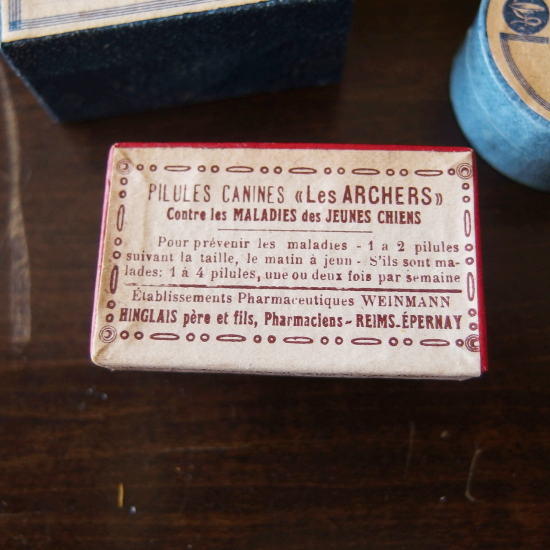 PILULES CANINES «Les ARCHERS»
Contre les MALADIES des JEUNES CHIENS
Pour prévenir les maladies - 1 a 2 pilules
suivant la taille, le matin à jeun - S'ils sont ma-
lades: 1 à 4 pilules, une ou deux fois par semaine
Établissements Pharmaceutiques WEINMANN
HINGLAIS père et fils, Pharmaciens - REIMS-ÉPERNAY